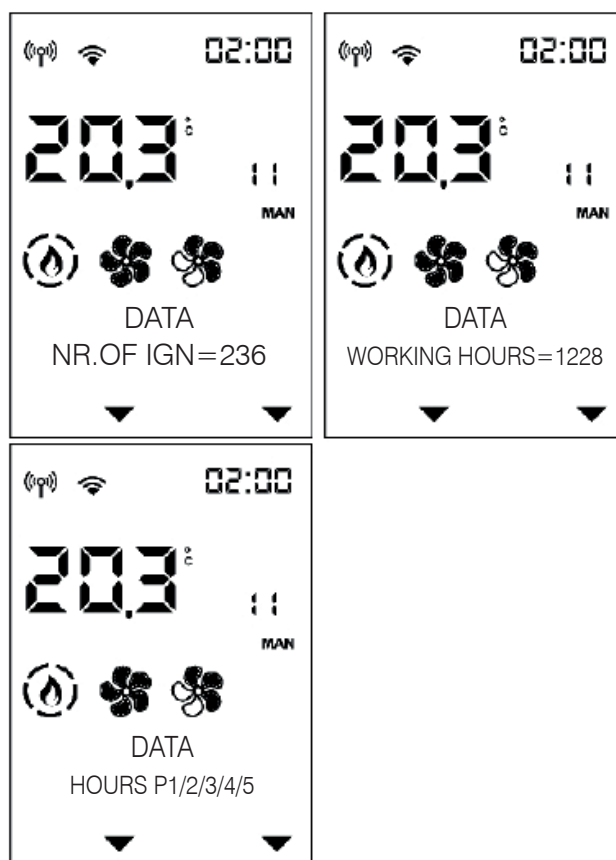 02:00
20.3 °C
11
MAN
DATA
NR.OF IGN=236
02:00
20.3 °C
11
MAN
DATA
WORKING HOURS=1228
02:00
20.3 °C
11
MAN
DATA
HOURS P1/2/3/4/5